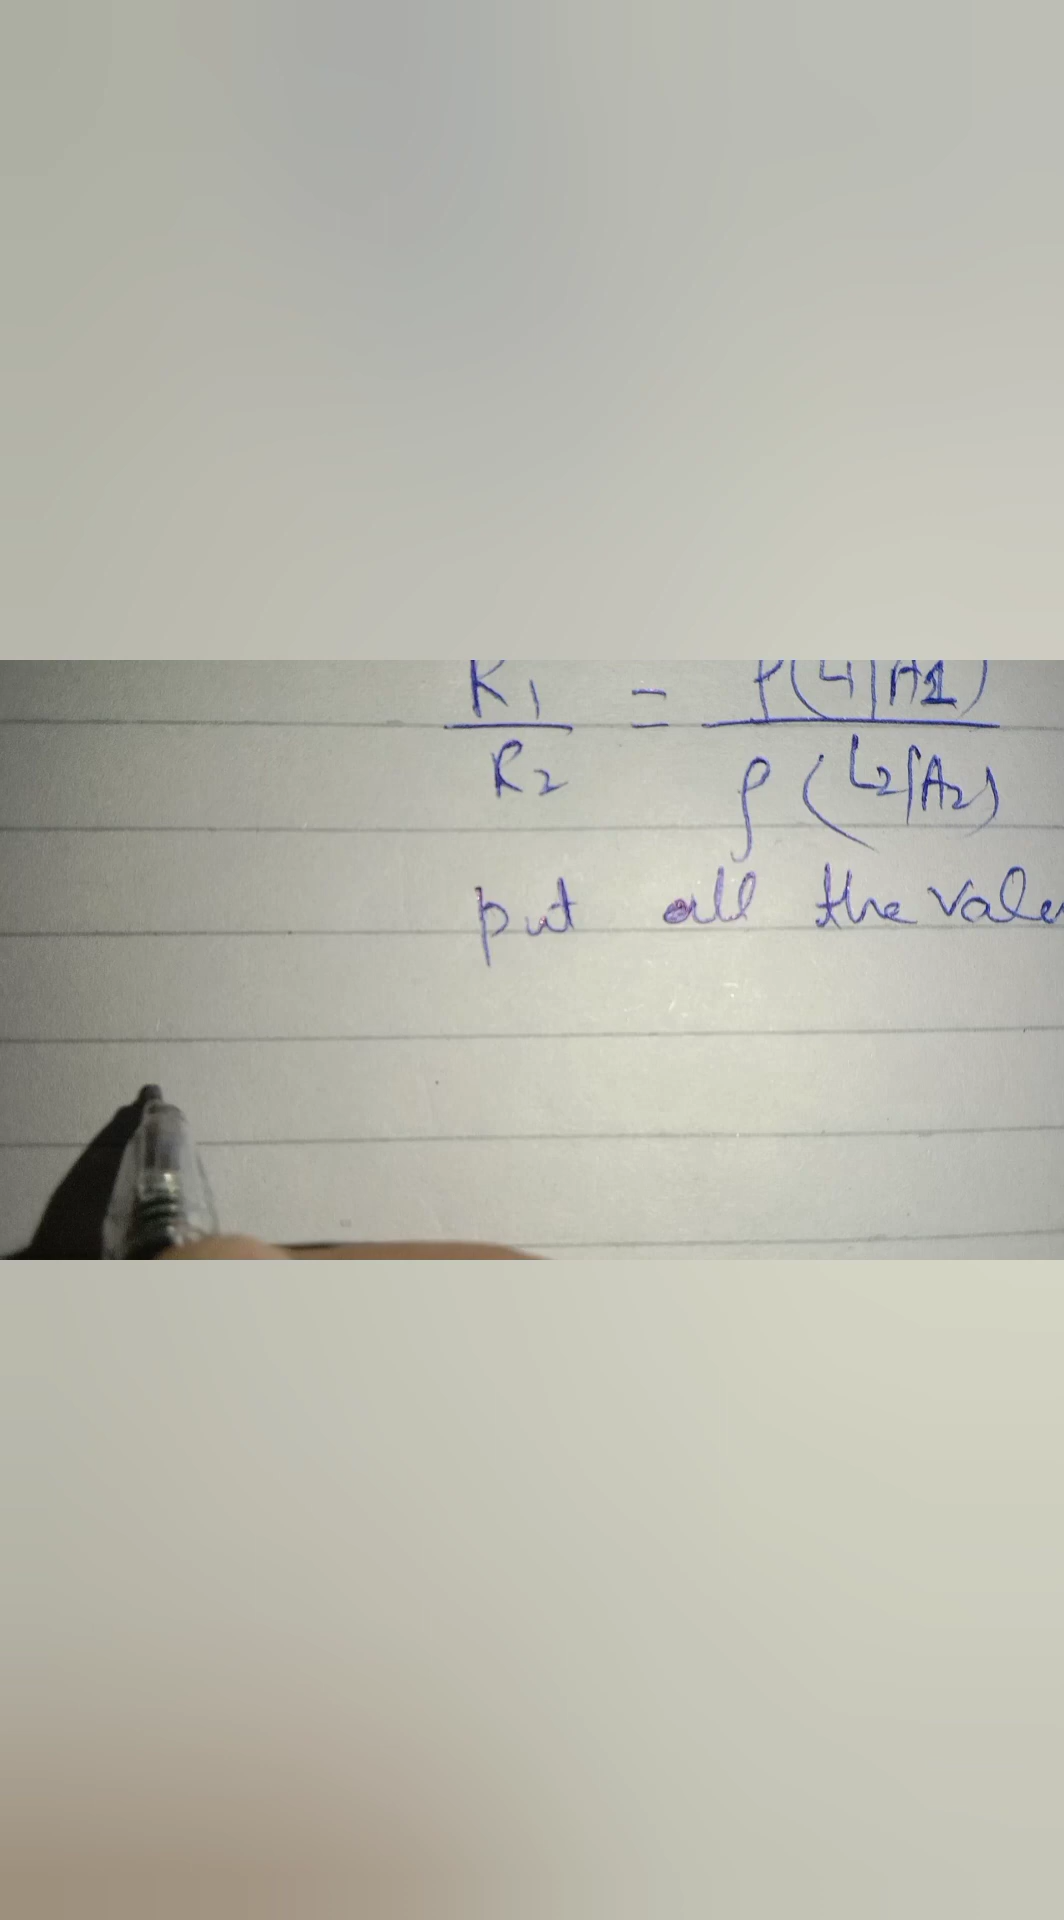 R1 / R2 = ρ(L1/A1) / ρ(L2/A2)
put all the